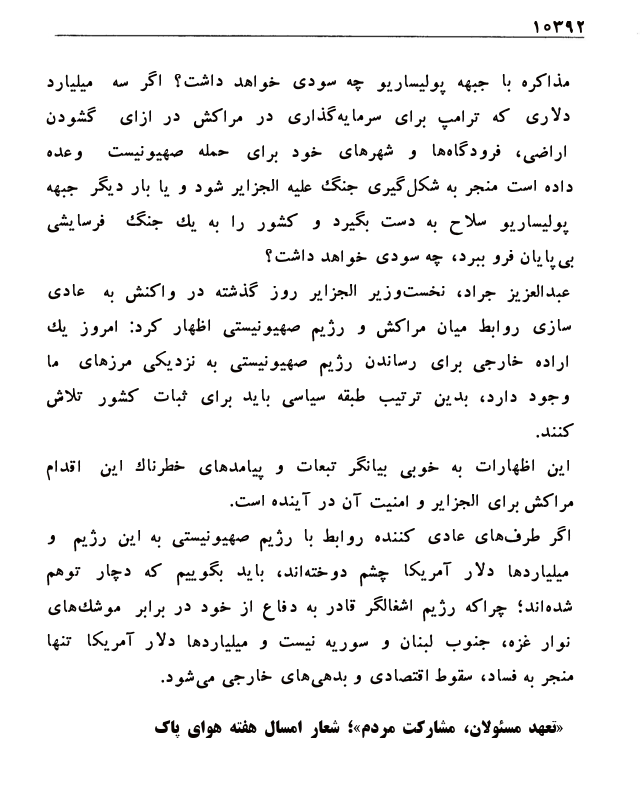 ۱۰۳۹۲
مذاکره با جبهه پولیساریو چه سودی خواهد داشت؟ اگر سه میلیارد
دلاری که ترامپ برای سرمایه‌گذاری در مراکش در ازای گشودن
اراضی، فرودگاه‌ها و شهرهای خود برای حمله صهیونیست وعده
داده است منجر به شکل‌گیری جنگ علیه الجزایر شود و یا بار دیگر جبهه
پولیساریو سلاح به دست بگیرد و کشور را به یك جنگ فرسایشی
بی‌پایان فرو ببرد، چه سودی خواهد داشت؟
عبدالعزیز جراد، نخست‌وزیر الجزایر روز گذشته در واکنش به عادی
سازی روابط میان مراکش و رژیم صهیونیستی اظهار کرد: امروز یك
اراده خارجی برای رساندن رژیم صهیونیستی به نزدیکی مرزهای ما
وجود دارد، بدین ترتیب طبقه سیاسی باید برای ثبات کشور تلاش
کنند.
این اظهارات به خوبی بیانگر تبعات و پیامدهای خطرناك این اقدام
مراکش برای الجزایر و امنیت آن در آینده است.
اگر طرف‌های عادی کننده روابط با رژیم صهیونیستی به این رژیم و
میلیاردها دلار آمریکا چشم دوخته‌اند، باید بگوییم که دچار توهم
شده‌اند؛ چراکه رژیم اشغالگر قادر به دفاع از خود در برابر موشك‌های
نوار غزه، جنوب لبنان و سوریه نیست و میلیاردها دلار آمریکا تنها
منجر به فساد، سقوط اقتصادی و بدهی‌های خارجی می‌شود.
«تعهد مسئولان، مشارکت مردم»؛ شعار امسال هفته هوای پاک